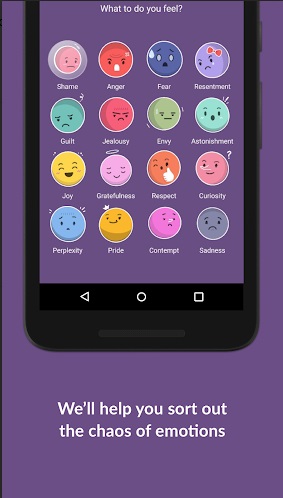 What to do you feel?
Shame Anger Fear Resentment
Guilt Jealousy Envy Astonishment
Joy Gratefulness Respect Curiosity
Perplexity Pride Contempt Sadness
We'll help you sort out
the chaos of emotions